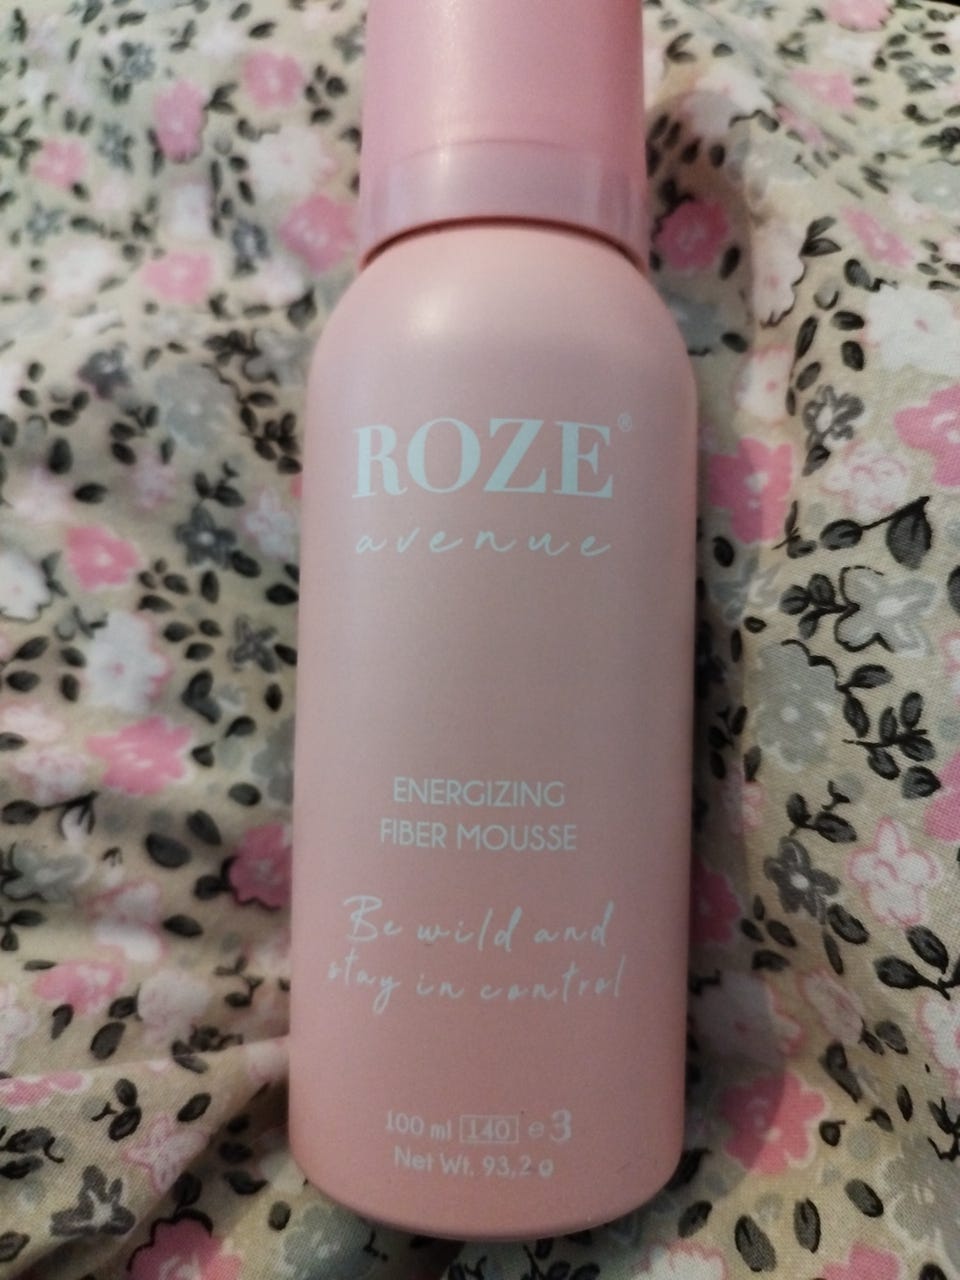 ROZE®
avenue
ENERGIZING
FIBER MOUSSE
Be wild and
stay in control
100 ml 140 e 3
Net Wt. 93,2 g